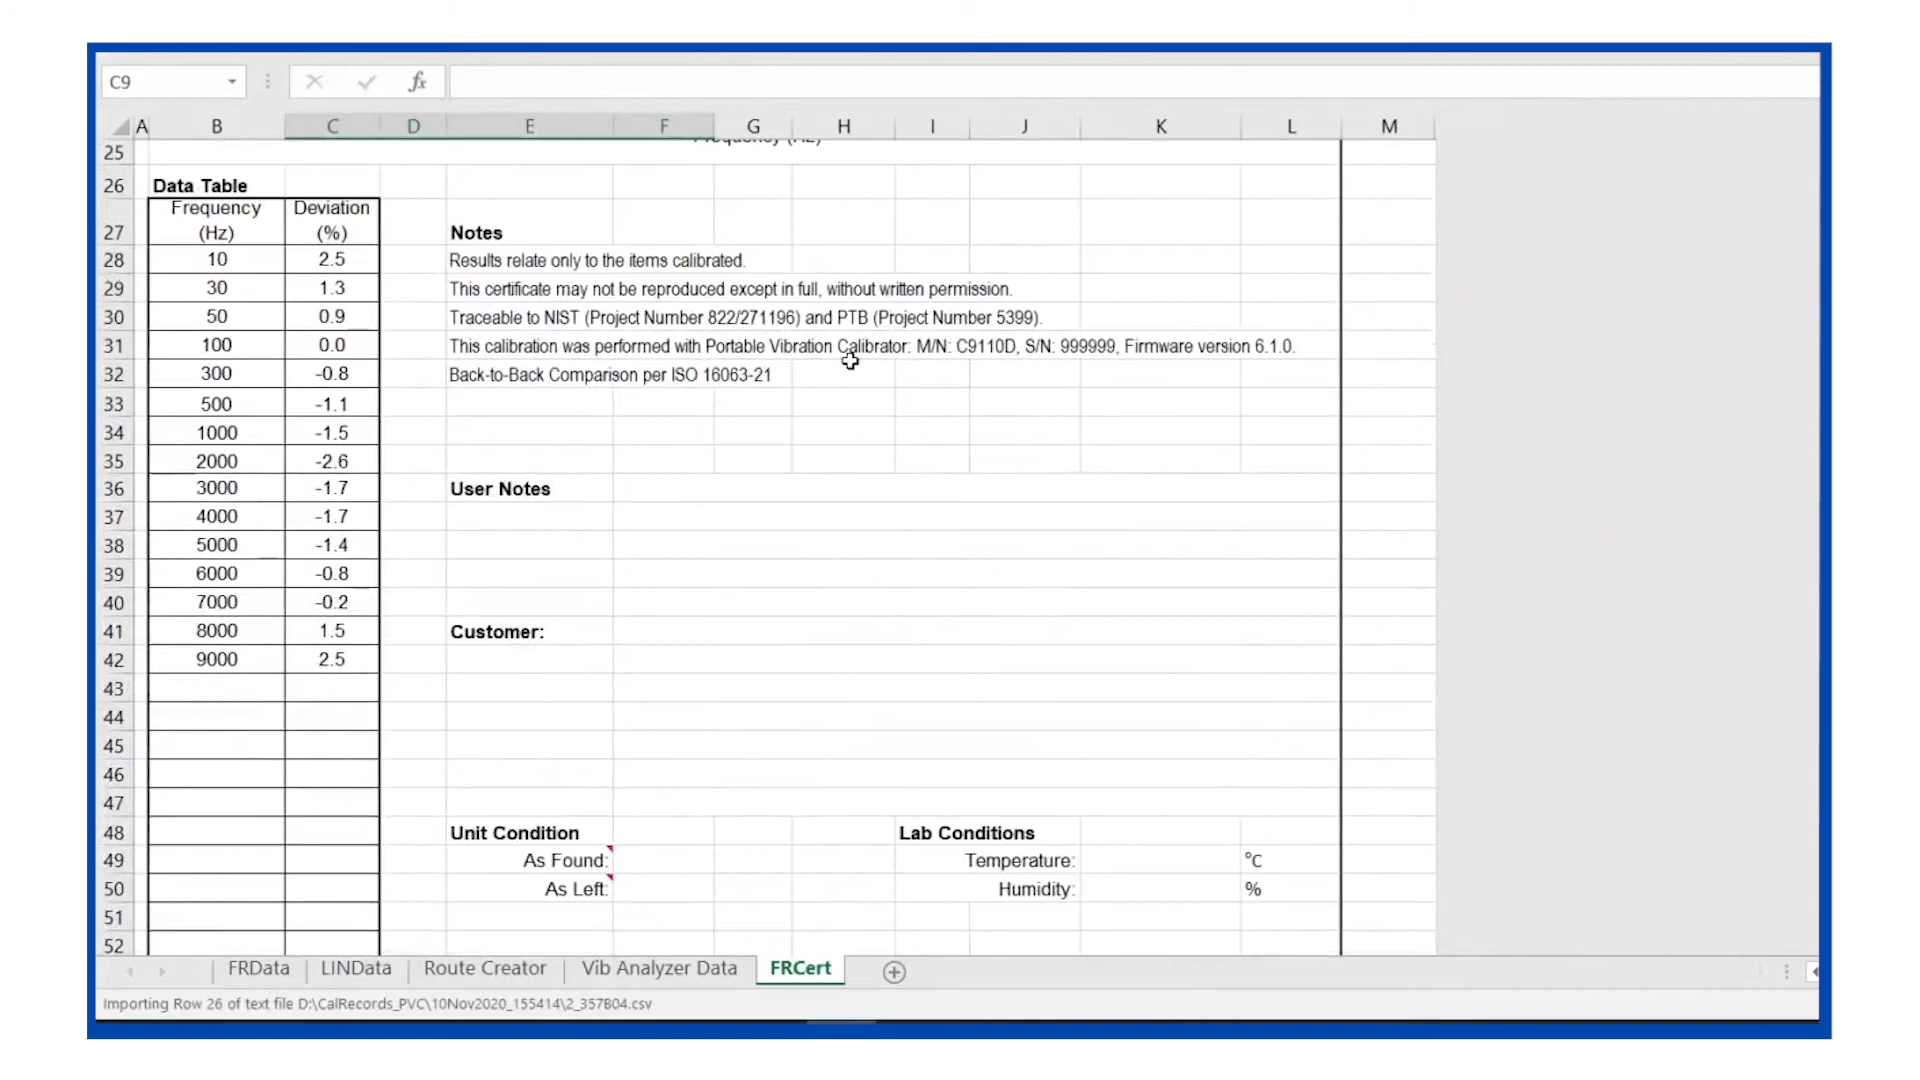 C9
fx
A B C D E F G H I J K L M
25 Frequency (Hz)
26 Data Table
Frequency Deviation
27 (Hz) (%) Notes
28 10 2.5 Results relate only to the items calibrated.
29 30 1.3 This certificate may not be reproduced except in full, without written permission.
30 50 0.9 Traceable to NIST (Project Number 822/271196) and PTB (Project Number 5399).
31 100 0.0 This calibration was performed with Portable Vibration Calibrator: M/N: C9110D, S/N: 999999, Firmware version 6.1.0.
32 300 -0.8 Back-to-Back Comparison per ISO 16063-21
33 500 -1.1
34 1000 -1.5
35 2000 -2.6
36 3000 -1.7 User Notes
37 4000 -1.7
38 5000 -1.4
39 6000 -0.8
40 7000 -0.2
41 8000 1.5 Customer:
42 9000 2.5
43
44
45
46
47
48 Unit Condition Lab Conditions
49 As Found: Temperature: °C
50 As Left: Humidity: %
51
52
FRData LINData Route Creator Vib Analyzer Data FRCert
Importing Row 26 of text file D:\CalRecords_PVC\10Nov2020_155414\2_357B04.csv